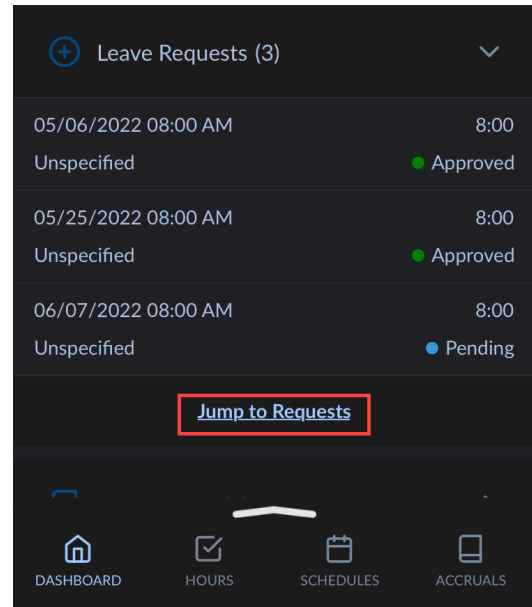 Leave Requests (3)
05/06/2022 08:00 AM 8:00
Unspecified Approved
05/25/2022 08:00 AM 8:00
Unspecified Approved
06/07/2022 08:00 AM 8:00
Unspecified Pending
Jump to Requests
DASHBOARD HOURS SCHEDULES ACCRUALS